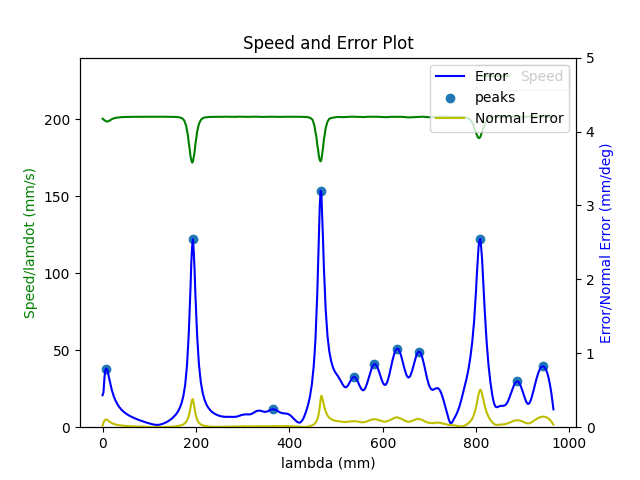 Speed and Error Plot
Speed/lamdot (mm/s)
200
150
100
50
0
Error
Speed
peaks
Normal Error
5
4
3
2
1
0
Error/Normal Error (mm/deg)
0
200
400
600
800
1000
lambda (mm)